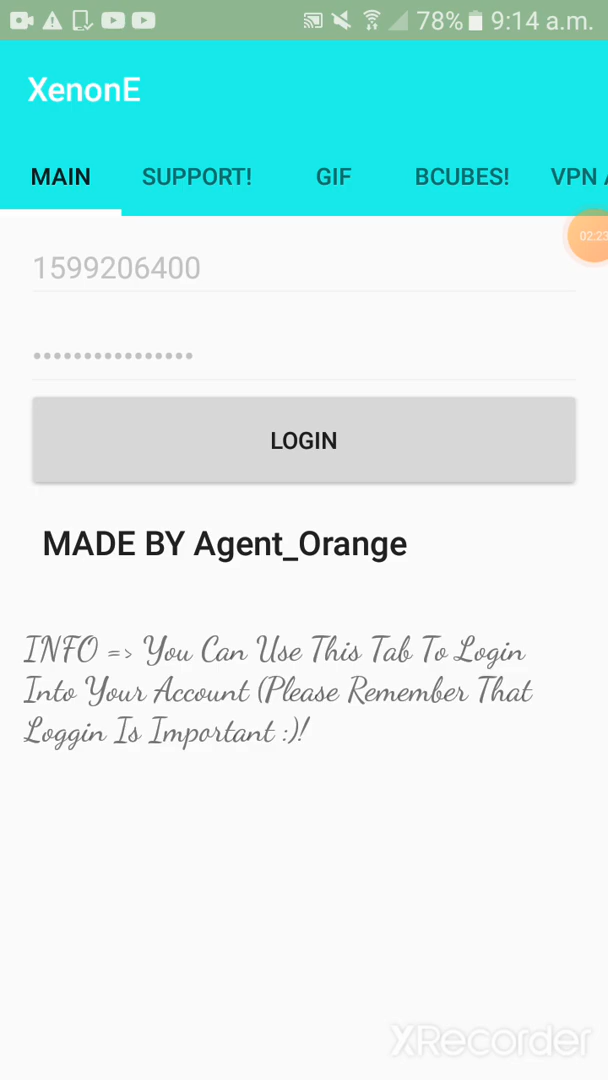 78% 9:14 a.m.
XenonE
MAIN SUPPORT! GIF BCUBES! VPN
02:23
1599206400
••••••••••••••••
LOGIN
MADE BY Agent_Orange
INFO => You Can Use This Tab To Login
Into Your Account (Please Remember That
Loggin Is Important :)!
XRecorder